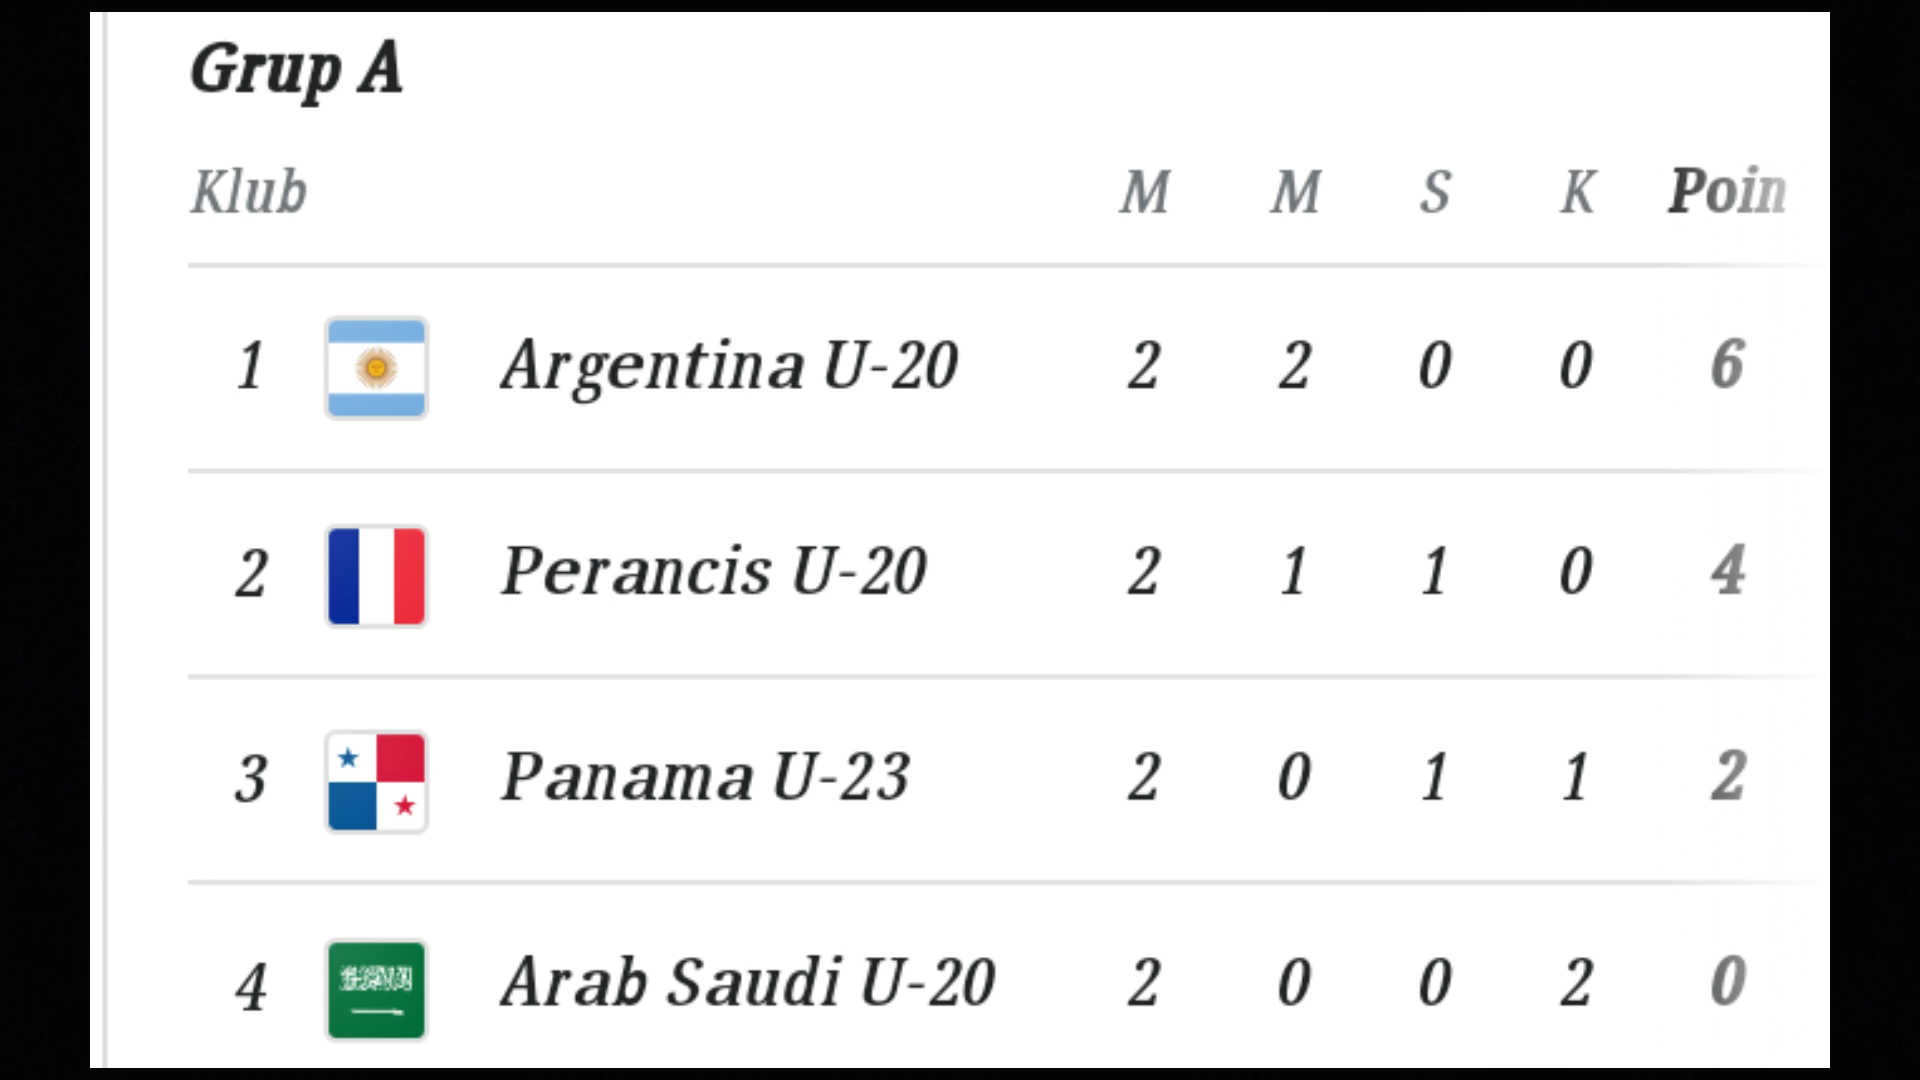 Grup A
Klub M M S K Poin
1 Argentina U-20 2 2 0 0 6
2 Perancis U-20 2 1 1 0 4
3 Panama U-23 2 0 1 1 2
4 Arab Saudi U-20 2 0 0 2 0